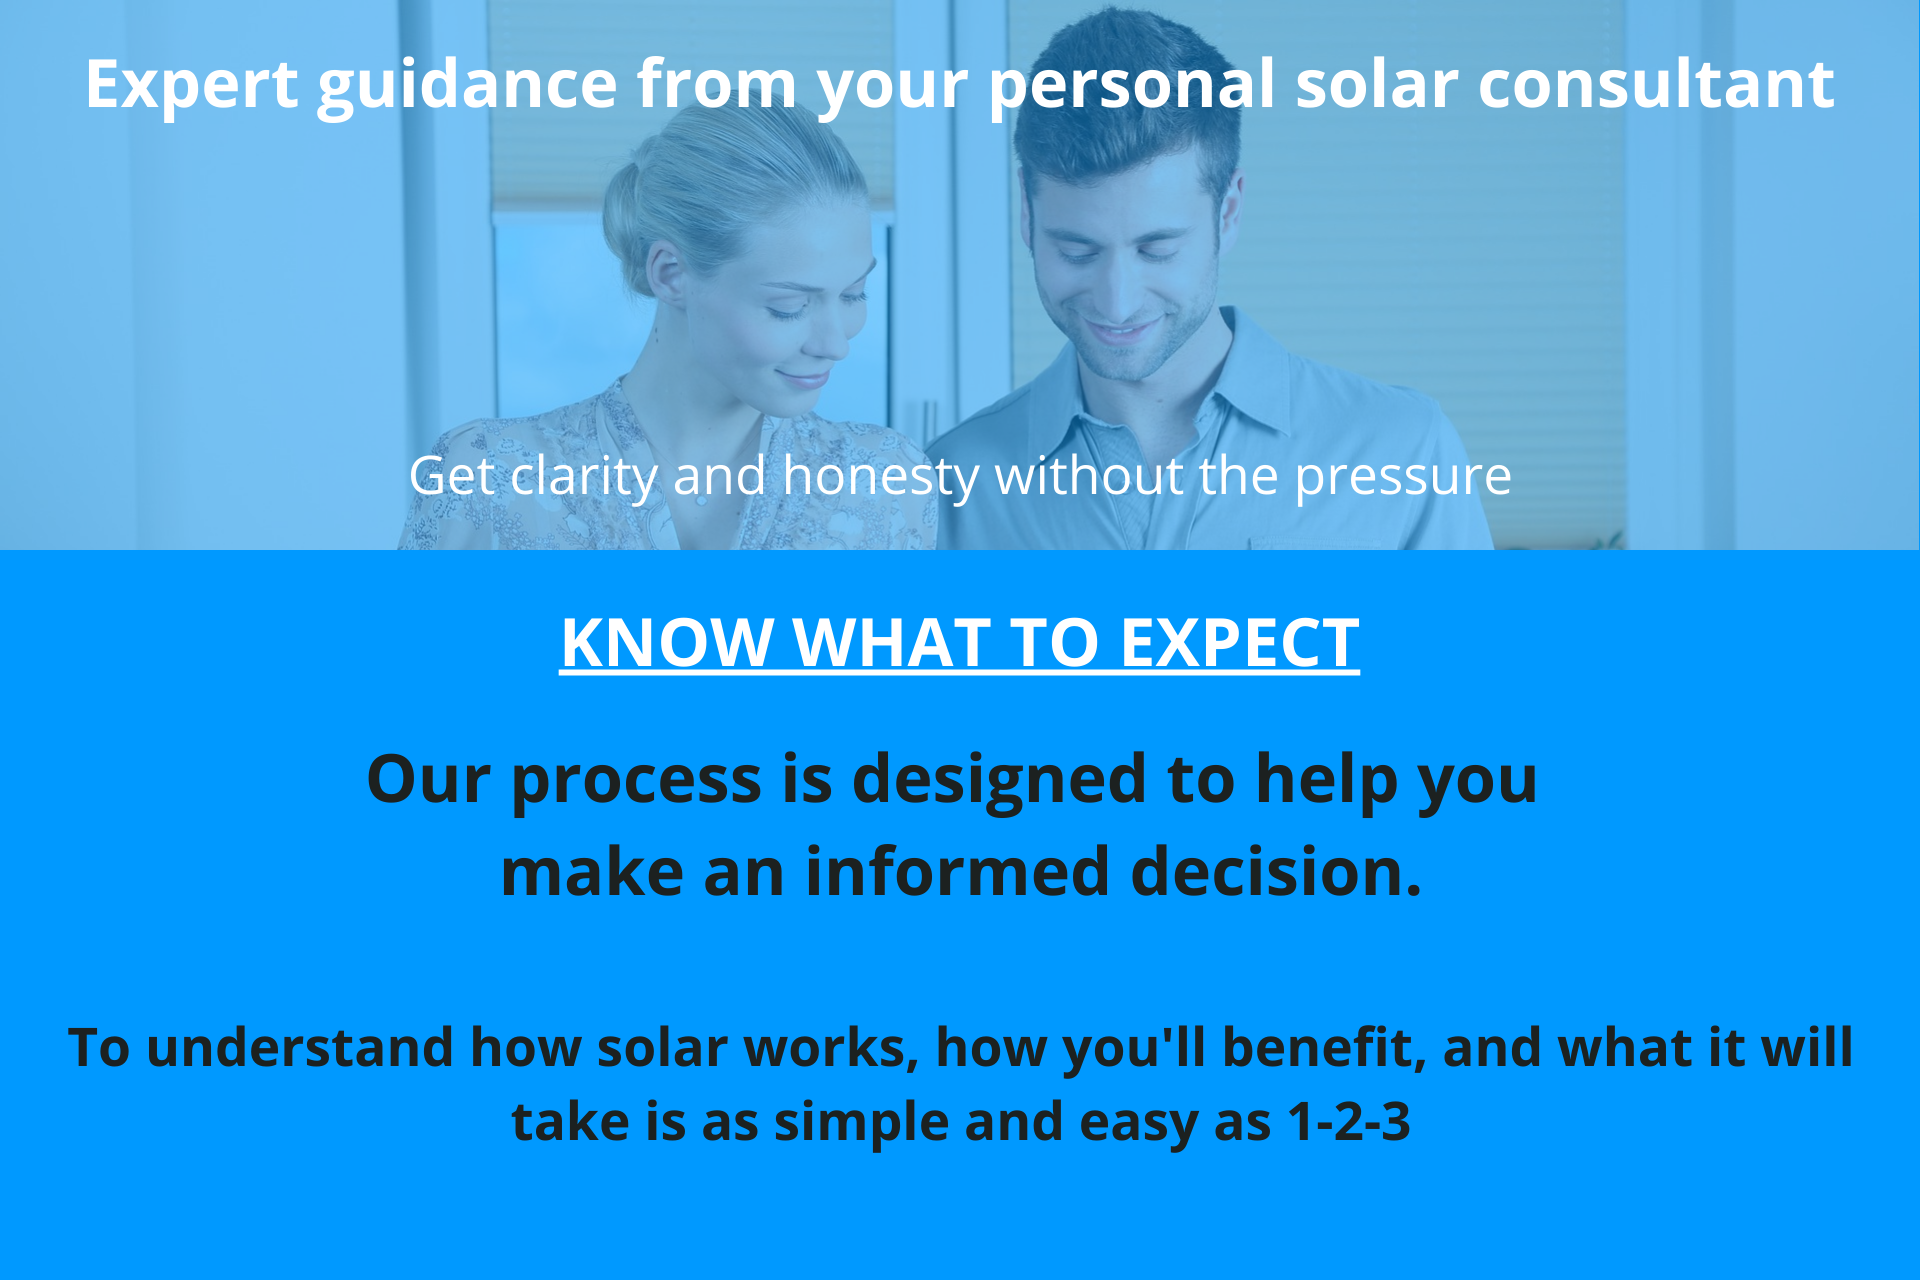 Expert guidance from your personal solar consultant
Get clarity and honesty without the pressure
KNOW WHAT TO EXPECT
Our process is designed to help you
make an informed decision.
To understand how solar works, how you'll benefit, and what it will
take is as simple and easy as 1-2-3